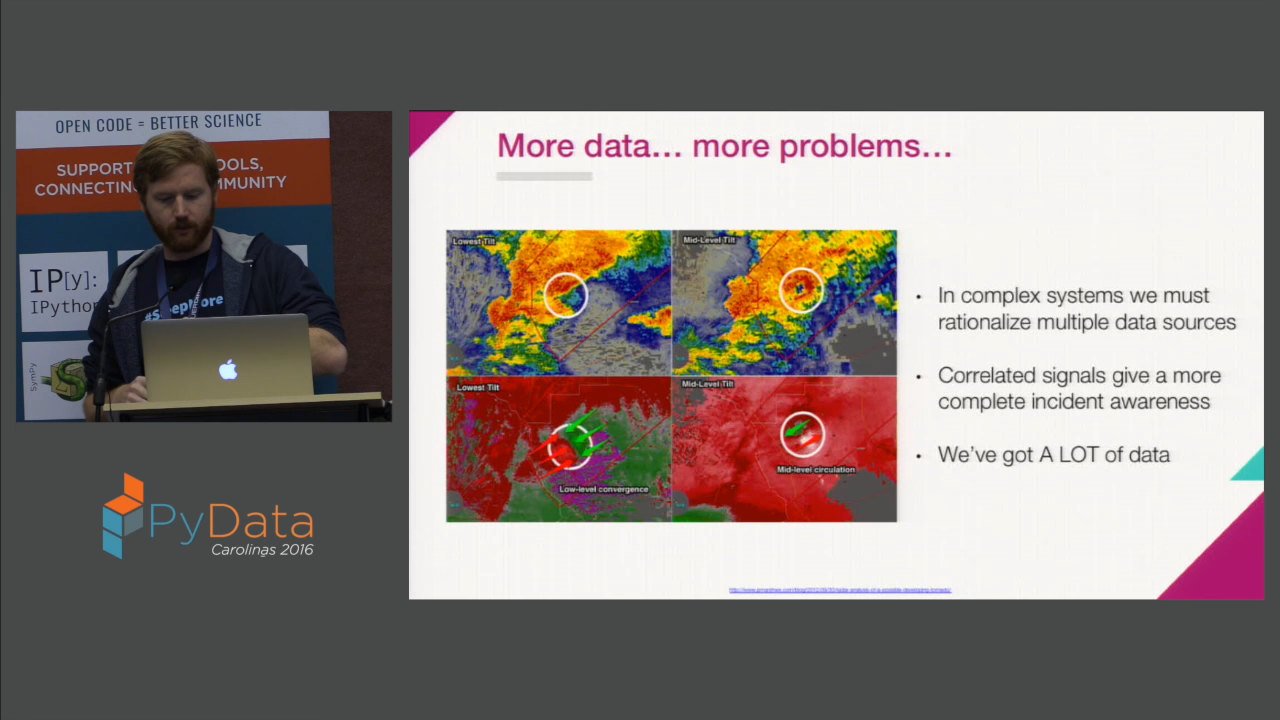 OPEN CODE = BETTER SCIENCE
SUPPORT OOLS,
CONNECTIN MMUNITY
IP[y]:
IPython
SymPy
PyData
Carolinas 2016
More data... more problems...
Lowest Tilt
Mid-Level Tilt
Lowest Tilt
Mid-Level Tilt
Low-level convergence
Mid-level circulation
• In complex systems we must
rationalize multiple data sources
• Correlated signals give a more
complete incident awareness
• We've got A LOT of data